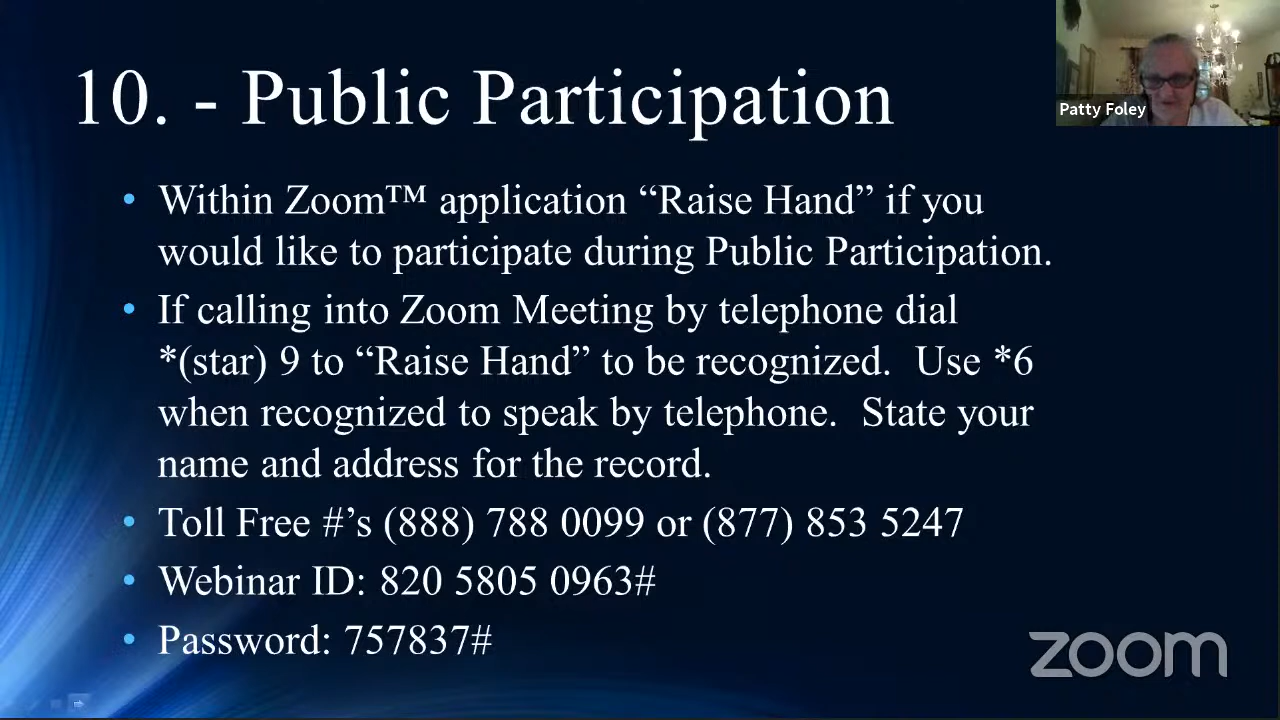 10. - Public Participation
Patty Foley
• Within Zoom™ application “Raise Hand” if you
would like to participate during Public Participation.
• If calling into Zoom Meeting by telephone dial
*(star) 9 to “Raise Hand” to be recognized.  Use *6
when recognized to speak by telephone.  State your
name and address for the record.
• Toll Free #’s (888) 788 0099 or (877) 853 5247
• Webinar ID: 820 5805 0963#
• Password: 757837#
zoom